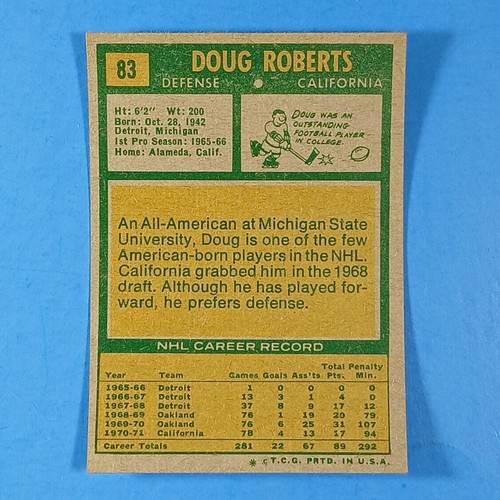 83
DOUG ROBERTS
DEFENSE • CALIFORNIA
Ht: 6'2" Wt: 200
Born: Oct. 28, 1942
Detroit, Michigan
1st Pro Season: 1965-66
Home: Alameda, Calif.
DOUG WAS AN
OUTSTANDING
FOOTBALL PLAYER
IN COLLEGE.
An All-American at Michigan State
University, Doug is one of the few
American-born players in the NHL.
California grabbed him in the 1968
draft. Although he has played for-
ward, he prefers defense.
NHL CAREER RECORD
Total Penalty
Year Team Games Goals Ass'ts Pts. Min.
1965-66 Detroit 1 0 0 0 0
1966-67 Detroit 13 3 1 4 0
1967-68 Detroit 37 8 9 17 12
1968-69 Oakland 76 1 19 20 79
1969-70 Oakland 76 6 25 31 107
1970-71 California 78 4 13 17 94
Career Totals 281 22 67 89 292
* © T.C.G. PRTD. IN U.S.A.